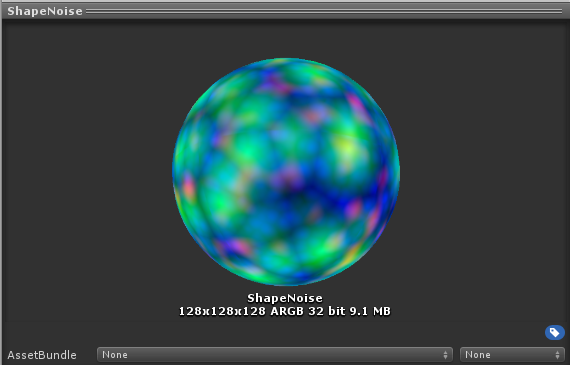 ShapeNoise
ShapeNoise
128x128x128 ARGB 32 bit 9.1 MB
AssetBundle None None